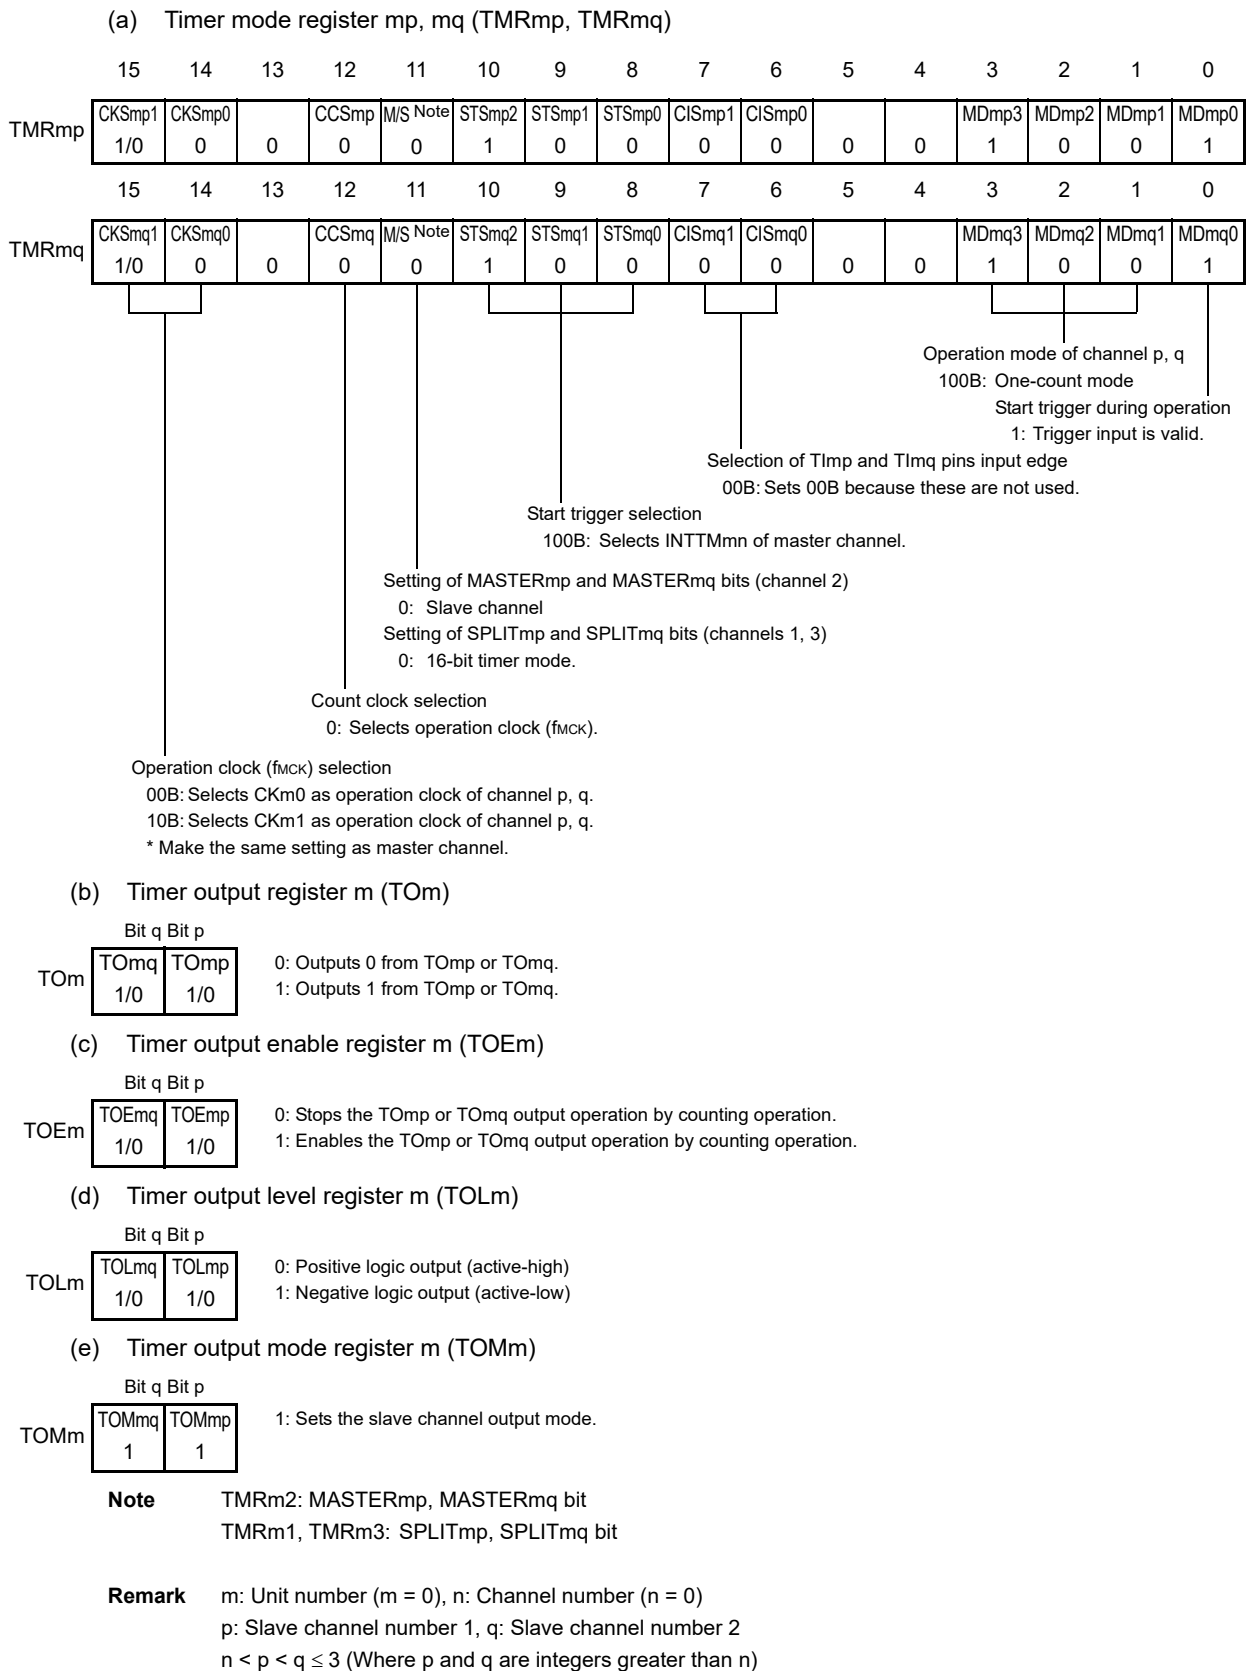 (a) Timer mode register mp, mq (TMRmp, TMRmq)
15 14 13 12 11 10 9 8 7 6 5 4 3 2 1 0
TMRmp
CKSmp1 CKSmp0 CCSmp M/S Note STSmp2 STSmp1 STSmp0 CISmp1 CISmp0 MDmp3 MDmp2 MDmp1 MDmp0
1/0 0 0 0 0 1 0 0 0 0 0 0 1 0 0 1
15 14 13 12 11 10 9 8 7 6 5 4 3 2 1 0
TMRmq
CKSmq1 CKSmq0 CCSmq M/S Note STSmq2 STSmq1 STSmq0 CISmq1 CISmq0 MDmq3 MDmq2 MDmq1 MDmq0
1/0 0 0 0 0 1 0 0 0 0 0 0 1 0 0 1
Operation mode of channel p, q
100B: One-count mode
Start trigger during operation
1: Trigger input is valid.
Selection of TImp and TImq pins input edge
00B: Sets 00B because these are not used.
Start trigger selection
100B: Selects INTTMmn of master channel.
Setting of MASTERmp and MASTERmq bits (channel 2)
0: Slave channel
Setting of SPLITmp and SPLITmq bits (channels 1, 3)
0: 16-bit timer mode.
Count clock selection
0: Selects operation clock (fMCK).
Operation clock (fMCK) selection
00B: Selects CKm0 as operation clock of channel p, q.
10B: Selects CKm1 as operation clock of channel p, q.
* Make the same setting as master channel.
(b) Timer output register m (TOm)
Bit q Bit p
TOm
TOmq TOmp
1/0 1/0
0: Outputs 0 from TOmp or TOmq.
1: Outputs 1 from TOmp or TOmq.
(c) Timer output enable register m (TOEm)
Bit q Bit p
TOEm
TOEmq TOEmp
1/0 1/0
0: Stops the TOmp or TOmq output operation by counting operation.
1: Enables the TOmp or TOmq output operation by counting operation.
(d) Timer output level register m (TOLm)
Bit q Bit p
TOLm
TOLmq TOLmp
1/0 1/0
0: Positive logic output (active-high)
1: Negative logic output (active-low)
(e) Timer output mode register m (TOMm)
Bit q Bit p
TOMm
TOMmq TOMmp
1 1
1: Sets the slave channel output mode.
Note TMRm2: MASTERmp, MASTERmq bit
TMRm1, TMRm3: SPLITmp, SPLITmq bit
Remark m: Unit number (m = 0), n: Channel number (n = 0)
p: Slave channel number 1, q: Slave channel number 2
n < p < q ≤ 3 (Where p and q are integers greater than n)